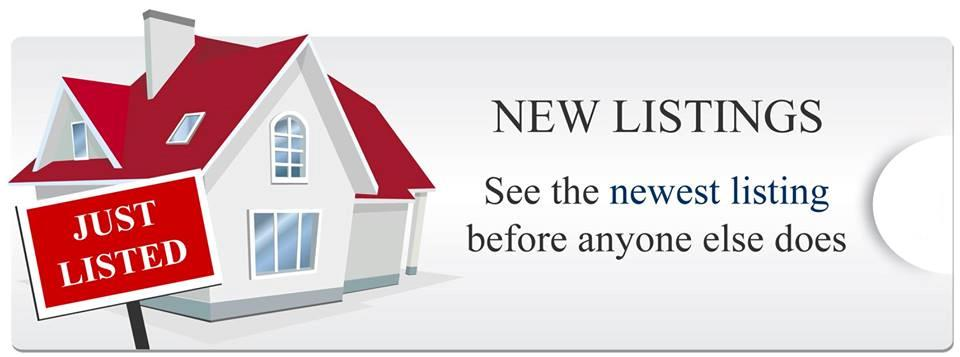 JUST
LISTED
NEW LISTINGS
See the newest listing
before anyone else does